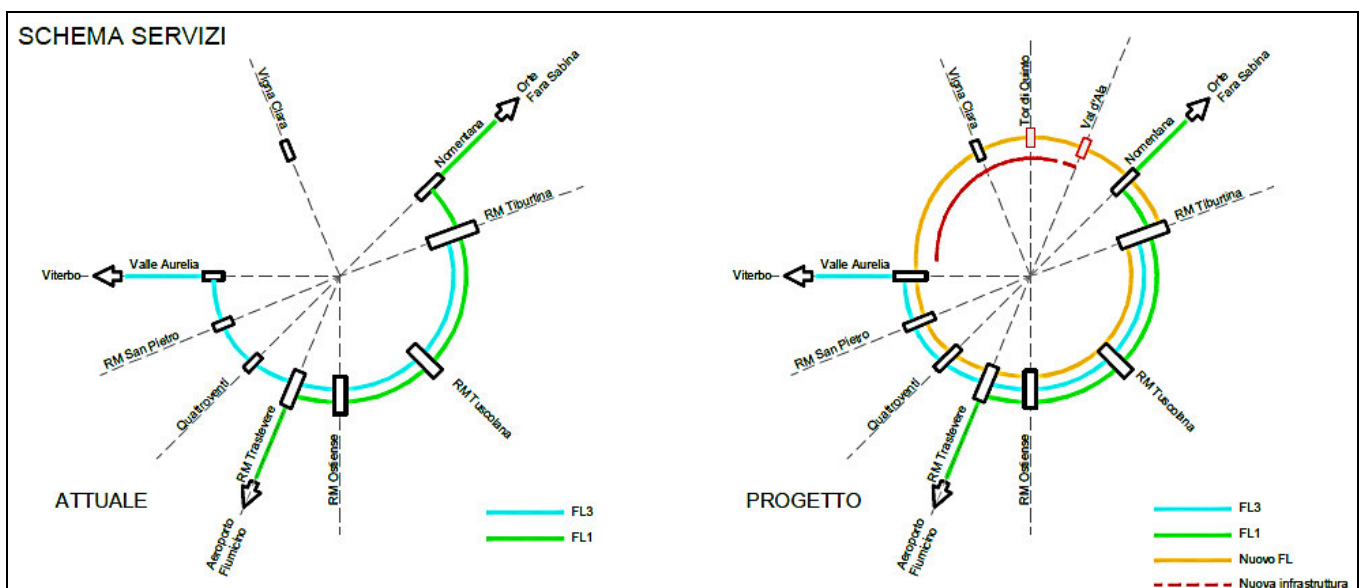 SCHEMA SERVIZI
Vigna Clara
Orte
Fara Sabina
Nomentana
RM Tiburtina
Valle Aurelia
Viterbo
RM San Pietro
Quattroventi
RM Tuscolana
RM Trastevere
RM Ostiense
Aeroporto
Fiumicino
ATTUALE
FL3
FL1
Vigna Clara
Tor di Quinto
Val d'Ala
Orte
Fara Sabina
Nomentana
RM Tiburtina
Valle Aurelia
Viterbo
RM San Pietro
Quattroventi
RM Tuscolana
RM Trastevere
RM Ostiense
Aeroporto
Fiumicino
PROGETTO
FL3
FL1
Nuovo FL
Nuova infrastruttura